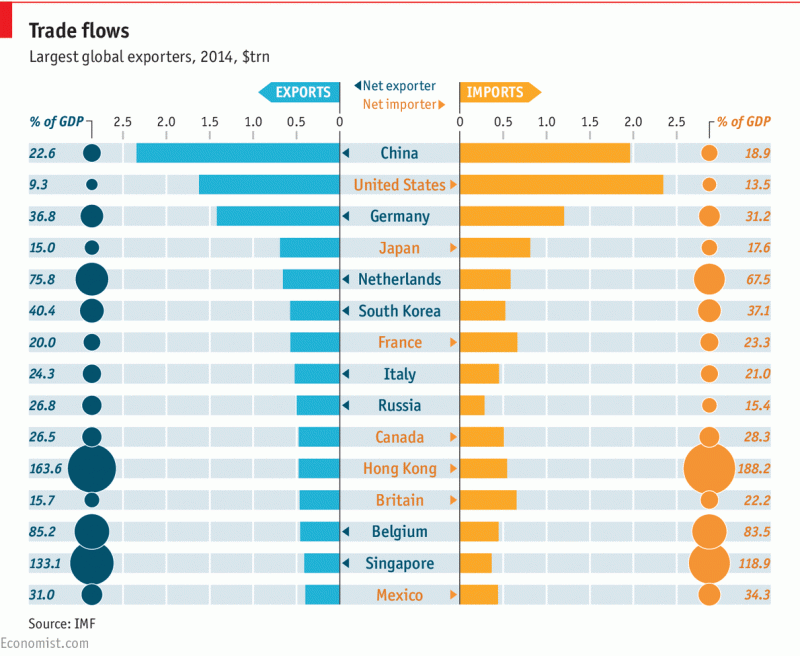 Trade flows
Largest global exporters, 2014, $trn
EXPORTS Net exporter IMPORTS
Net importer
% of GDP 2.5 2.0 1.5 1.0 0.5 0 0 0.5 1.0 1.5 2.0 2.5 % of GDP
22.6 China 18.9
9.3 United States 13.5
36.8 Germany 31.2
15.0 Japan 17.6
75.8 Netherlands 67.5
40.4 South Korea 37.1
20.0 France 23.3
24.3 Italy 21.0
26.8 Russia 15.4
26.5 Canada 28.3
163.6 Hong Kong 188.2
15.7 Britain 22.2
85.2 Belgium 83.5
133.1 Singapore 118.9
31.0 Mexico 34.3
Source: IMF
Economist.com